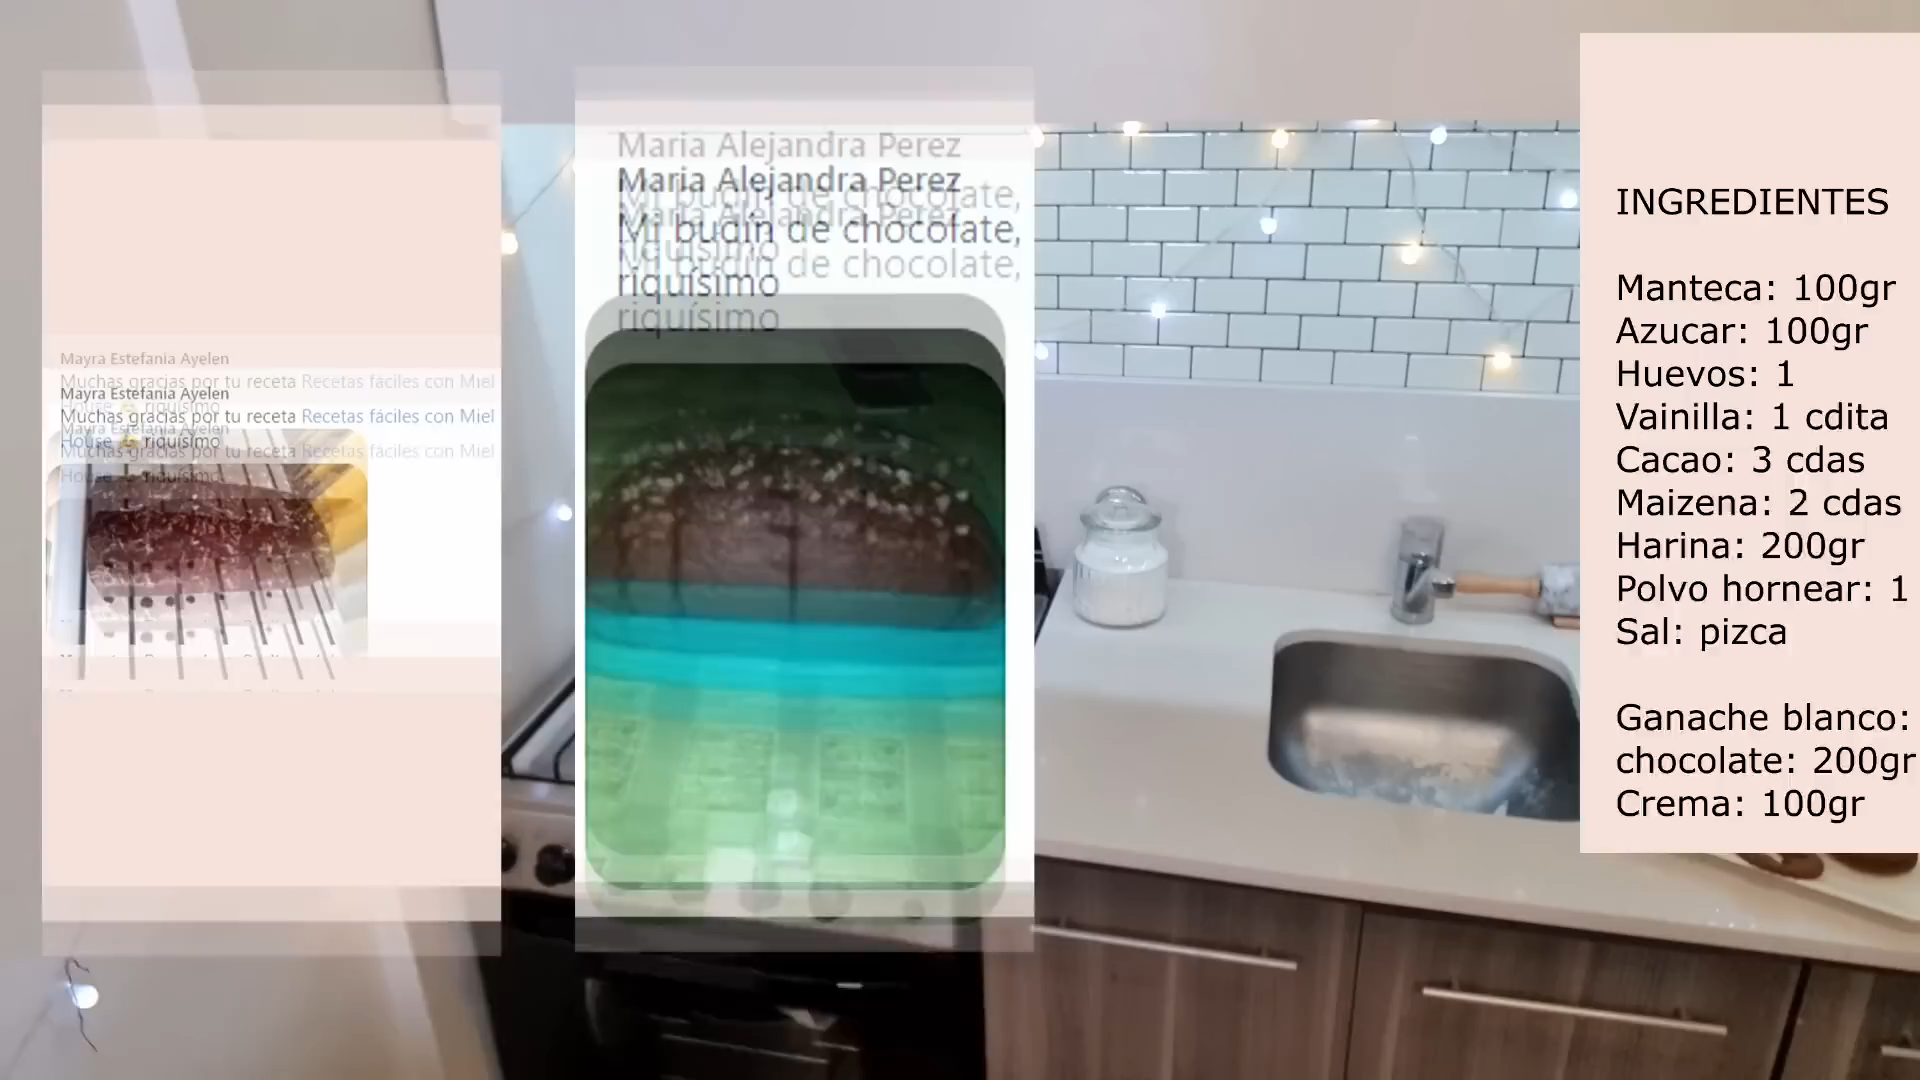 Mayra Estefania Ayelen
Muchas gracias por tu receta Recetas fáciles con Miel
House riquísimo
Maria Alejandra Perez
Mi budín de chocolate,
riquísimo
INGREDIENTES
Manteca: 100gr
Azucar: 100gr
Huevos: 1
Vainilla: 1 cdita
Cacao: 3 cdas
Maizena: 2 cdas
Harina: 200gr
Polvo hornear: 1
Sal: pizca
Ganache blanco:
chocolate: 200gr
Crema: 100gr